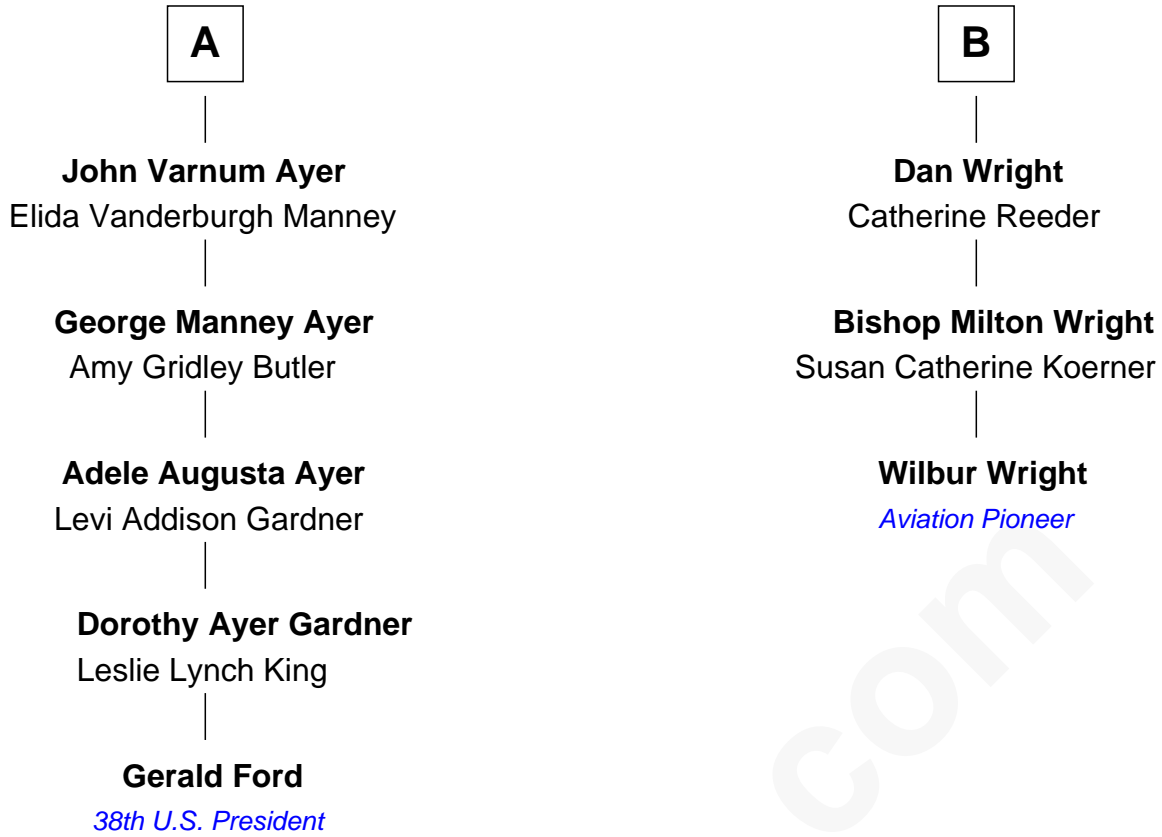 A
John Varnum Ayer
Elida Vanderburgh Manney
George Manney Ayer
Amy Gridley Butler
Adele Augusta Ayer
Levi Addison Gardner
Dorothy Ayer Gardner
Leslie Lynch King
Gerald Ford
38th U.S. President
B
Dan Wright
Catherine Reeder
Bishop Milton Wright
Susan Catherine Koerner
Wilbur Wright
Aviation Pioneer
com